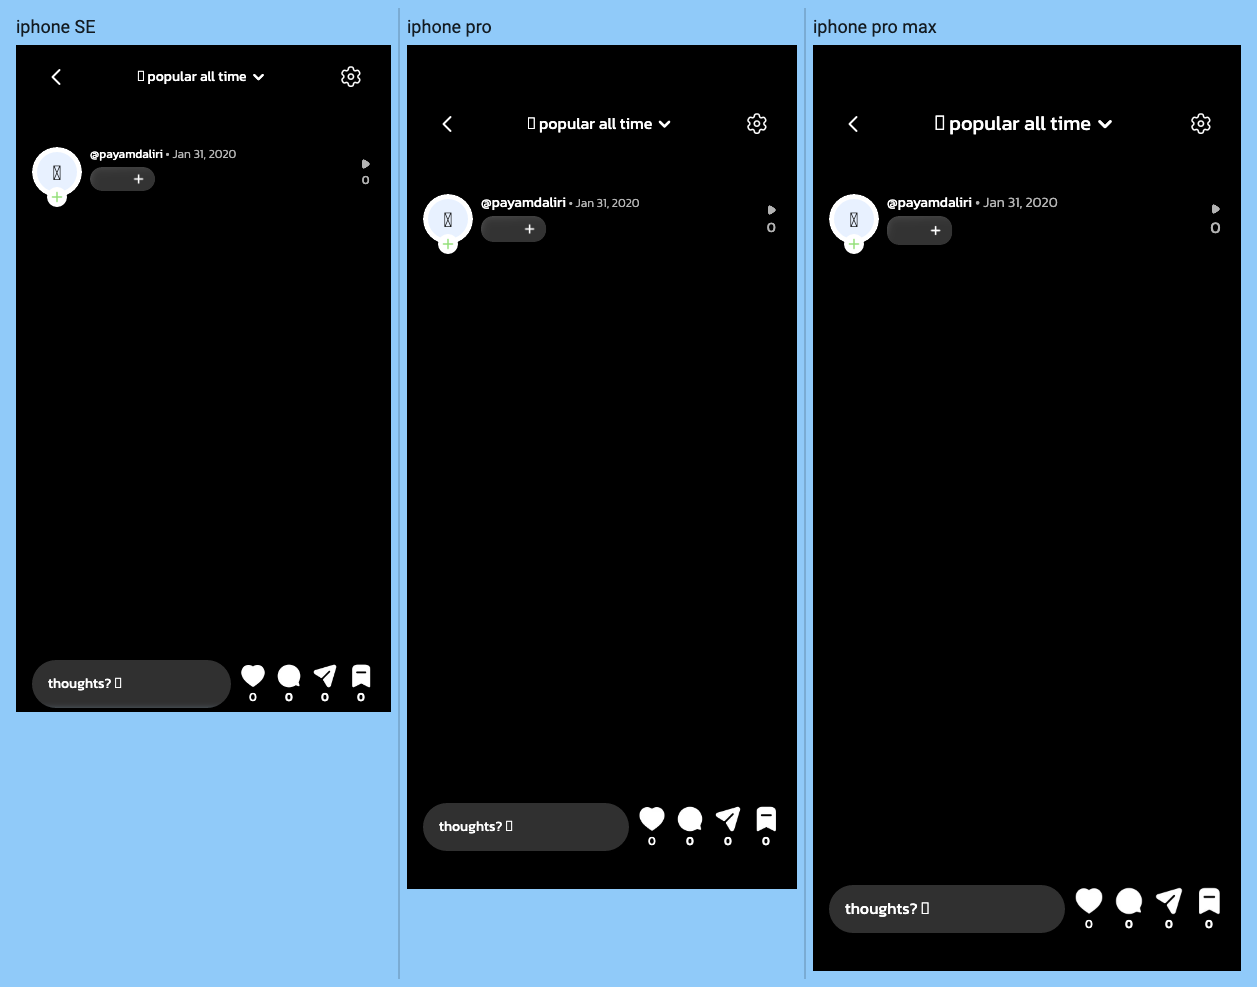 iphone SE
popular all time
@payamdaliri • Jan 31, 2020
0
thoughts?
0 0 0 0
iphone pro
popular all time
@payamdaliri • Jan 31, 2020
0
thoughts?
0 0 0 0
iphone pro max
popular all time
@payamdaliri • Jan 31, 2020
0
thoughts?
0 0 0 0